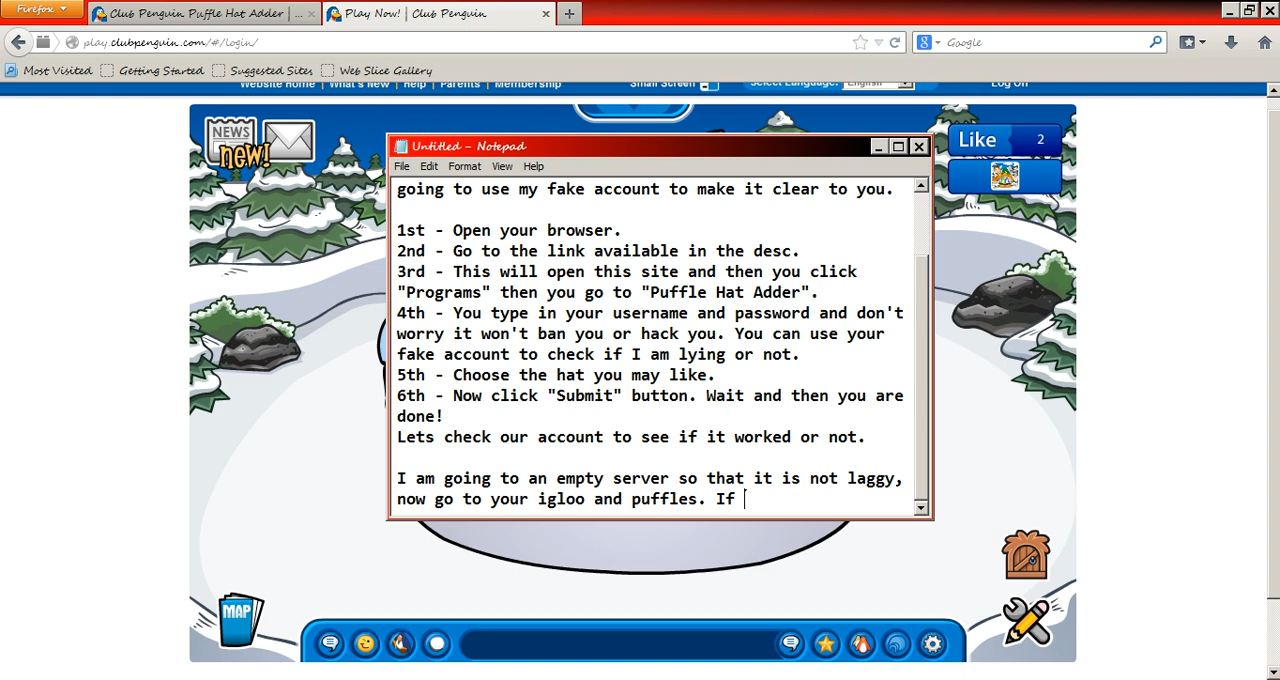 Firefox
Club Penguin Puffle Hat Adder | ...
Play Now! | Club Penguin
play.clubpenguin.com/#/login/
Google
Most Visited
Getting Started
Suggested Sites
Web Slice Gallery
Website Home | What's New | Help | Parents | Membership
Small Screen
Select Language:
English
Log On
NEWS
new!
Like 2
Untitled - Notepad
File Edit Format View Help
going to use my fake account to make it clear to you.
1st - Open your browser.
2nd - Go to the link available in the desc.
3rd - This will open this site and then you click
"Programs" then you go to "Puffle Hat Adder".
4th - You type in your username and password and don't
worry it won't ban you or hack you. You can use your
fake account to check if I am lying or not.
5th - Choose the hat you may like.
6th - Now click "Submit" button. Wait and then you are
done!
Lets check our account to see if it worked or not.
I am going to an empty server so that it is not laggy,
now go to your igloo and puffles. If
MAP